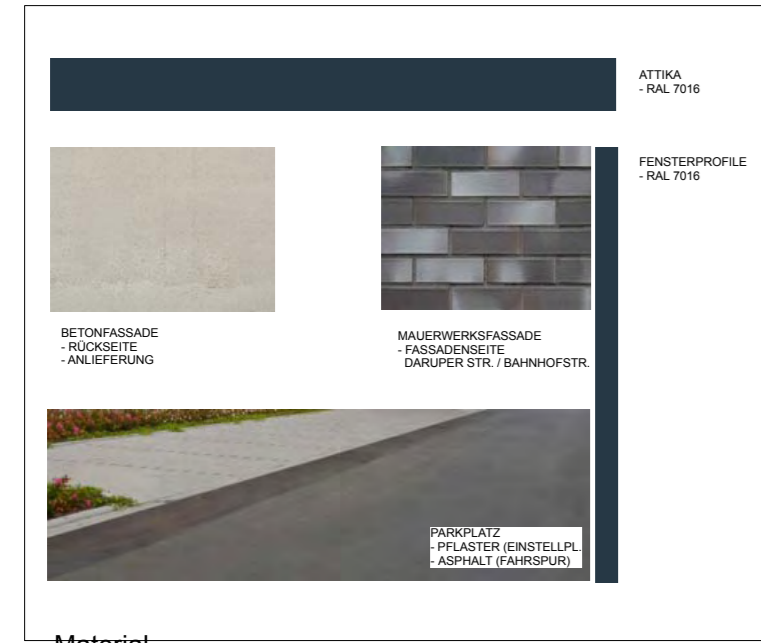 ATTIKA
- RAL 7016
FENSTERPROFILE
- RAL 7016
BETONFASSADE
- RÜCKSEITE
- ANLIEFERUNG
MAUERWERKSFASSADE
- FASSADENSEITE
DARUPER STR. / BAHNHOFSTR.
PARKPLATZ
- PFLASTER (EINSTELLPL.
- ASPHALT (FAHRSPUR)
Material